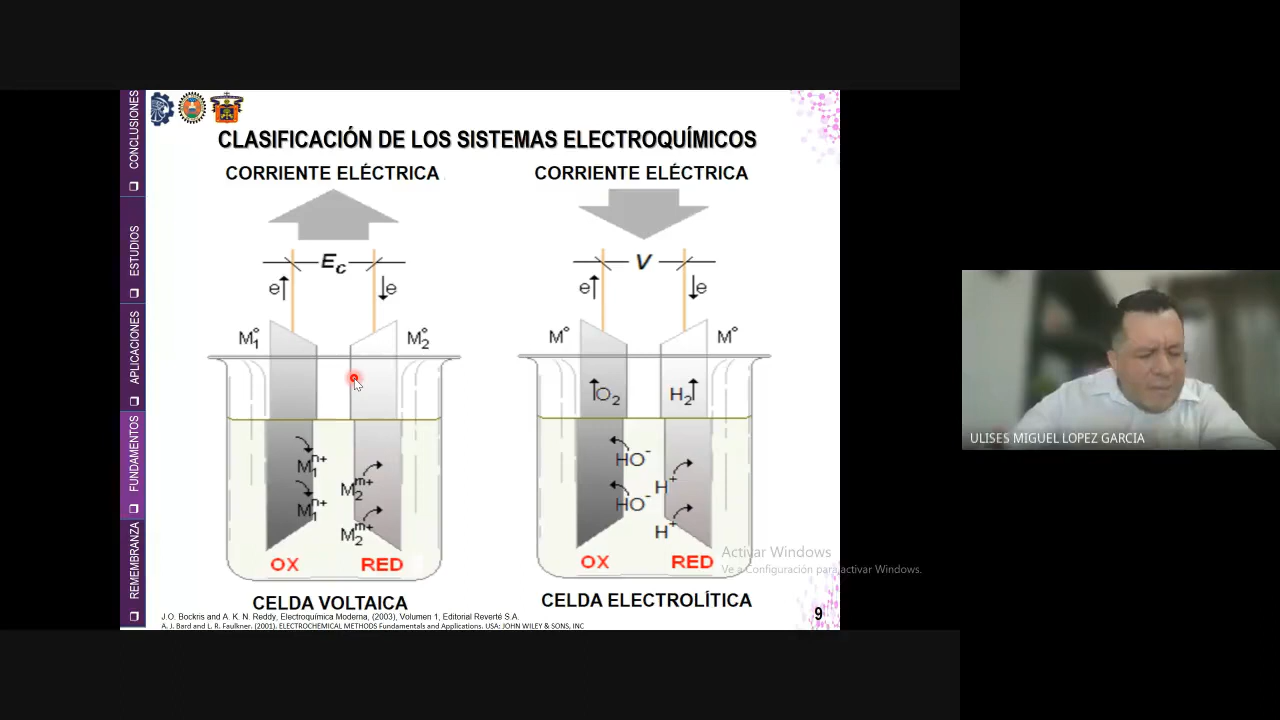 CLASIFICACIÓN DE LOS SISTEMAS ELECTROQUÍMICOS
CORRIENTE ELÉCTRICA
CORRIENTE ELÉCTRICA
E_c
V
e
e
e
e
M₁°
M₂°
M°
M°
O₂
H₂
M₁ⁿ⁺
M₁ⁿ⁺
M₂ᵐ⁺
M₂ᵐ⁺
HO⁻
HO⁻
H⁺
H⁺
OX
RED
OX
RED
CELDA VOLTAICA
CELDA ELECTROLÍTICA
J.O. Bockris and A. K. N. Reddy, Electroquímica Moderna, (2003), Volumen 1, Editorial Reverté S.A.
A. J. Bard and L. R. Faulkner. (2001). ELECTROCHEMICAL METHODS Fundamentals and Applications. USA: JOHN WILEY & SONS, INC
9
CONCLUSIONES
ESTUDIOS
APLICACIONES
FUNDAMENTOS
REMEMBRANZA
Activar Windows
Ve a Configuración para activar Windows.
ULISES MIGUEL LOPEZ GARCIA